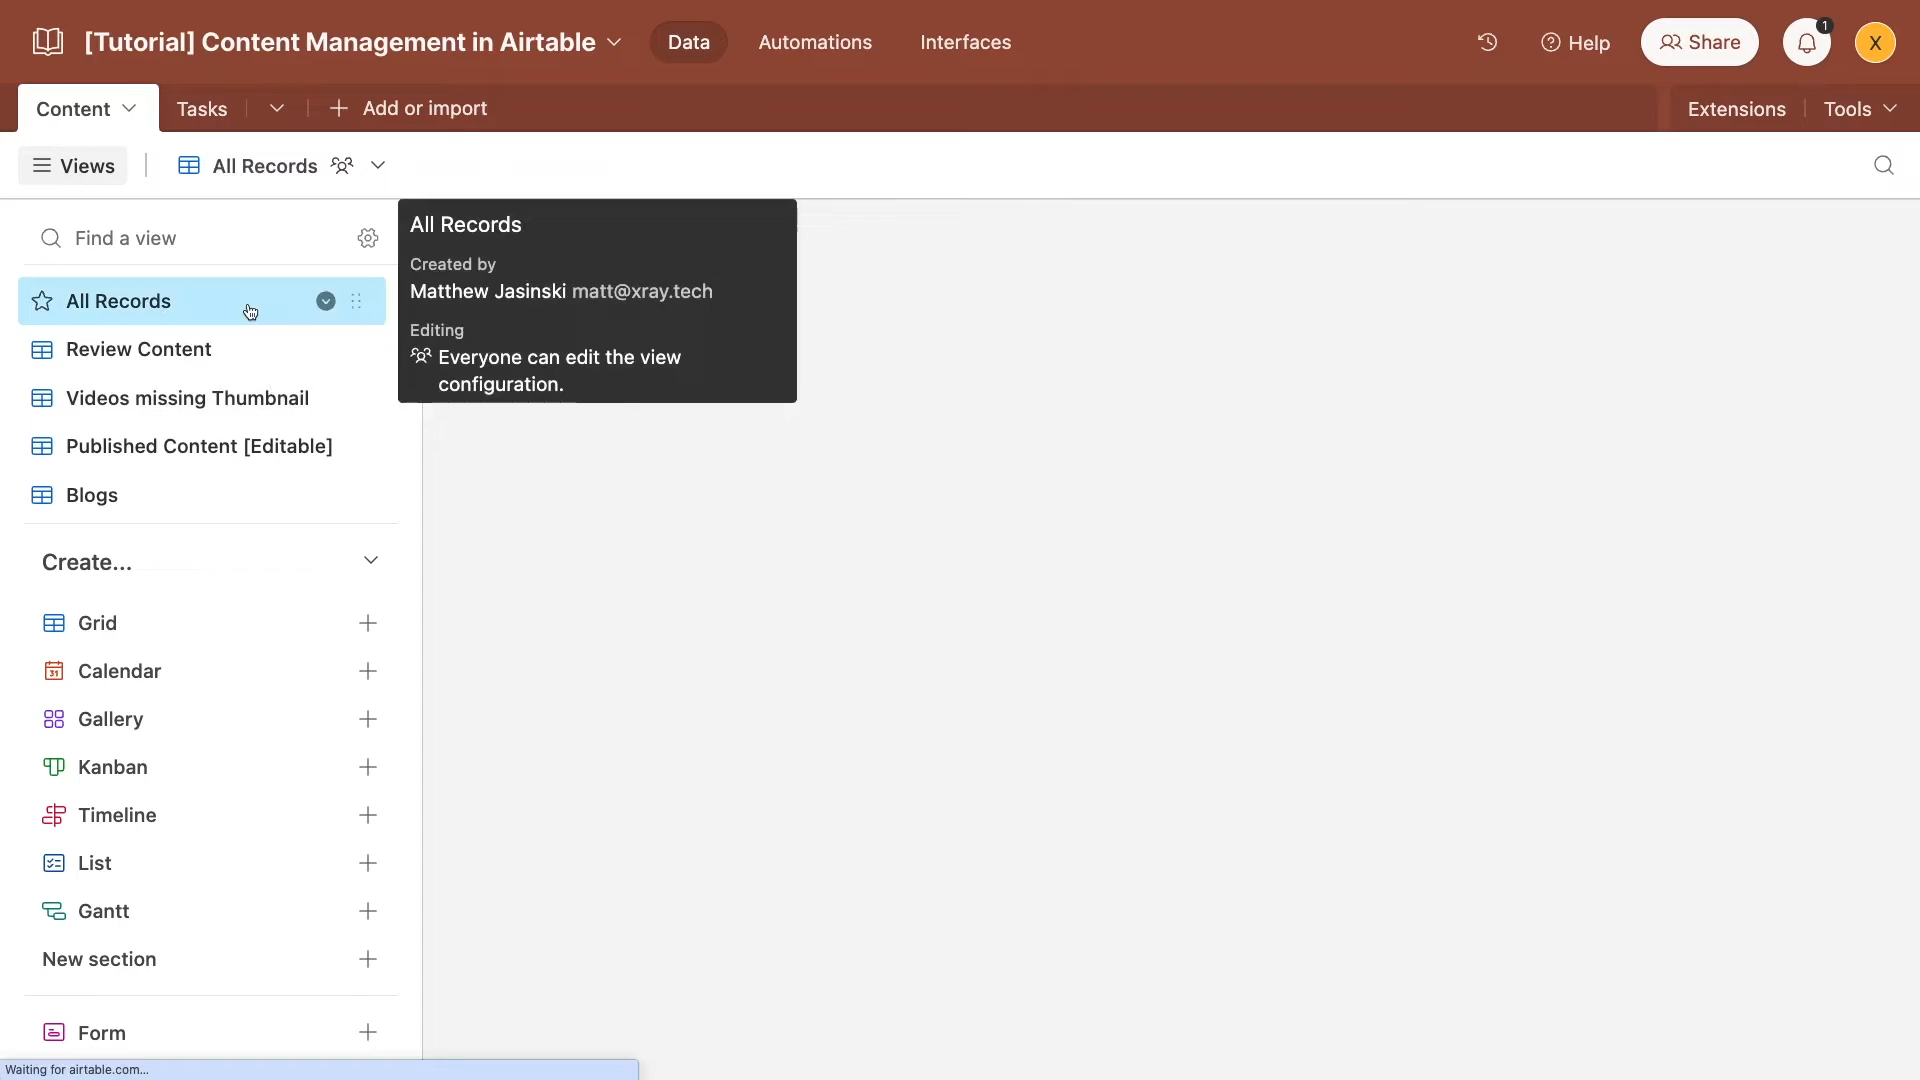 [Tutorial] Content Management in Airtable
Data
Automations
Interfaces
Help
Share
1
X
Content
Tasks
Add or import
Extensions
Tools
Views
All Records
Find a view
All Records
Review Content
Videos missing Thumbnail
Published Content [Editable]
Blogs
All Records
Created by
Matthew Jasinski matt@xray.tech
Editing
Everyone can edit the view
configuration.
Create...
Grid
31
Calendar
Gallery
Kanban
Timeline
List
Gantt
New section
Form
Waiting for airtable.com...